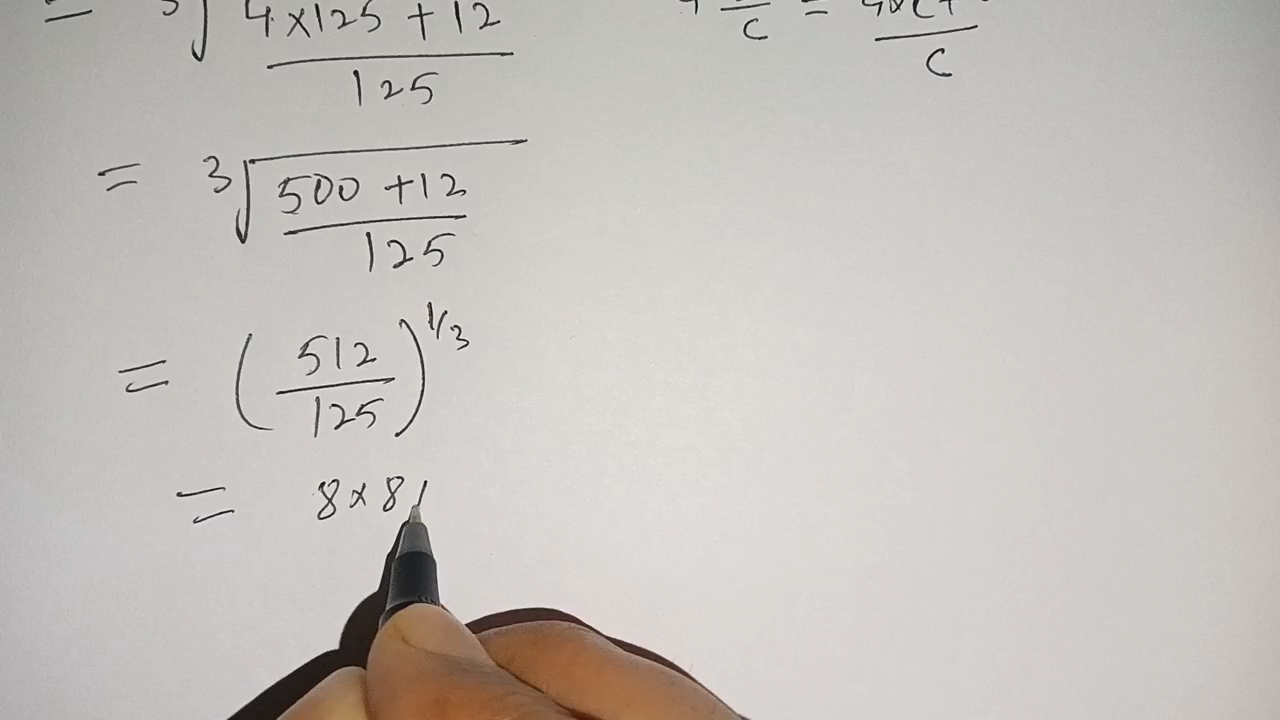 = 3√ 4×125 + 12 / 125
= 3√ 500 + 12 / 125
= ( 512 / 125 ) 1/3
= 8 × 8
c = c